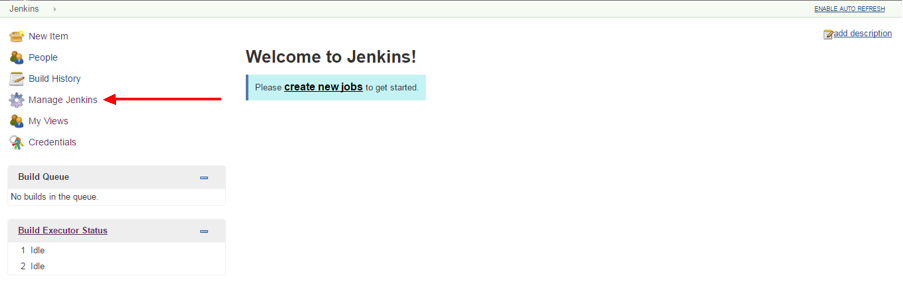 Jenkins ›
ENABLE AUTO REFRESH
New Item
People
Build History
Manage Jenkins
My Views
Credentials
Build Queue
No builds in the queue.
Build Executor Status
1 Idle
2 Idle
add description
Welcome to Jenkins!
Please create new jobs to get started.